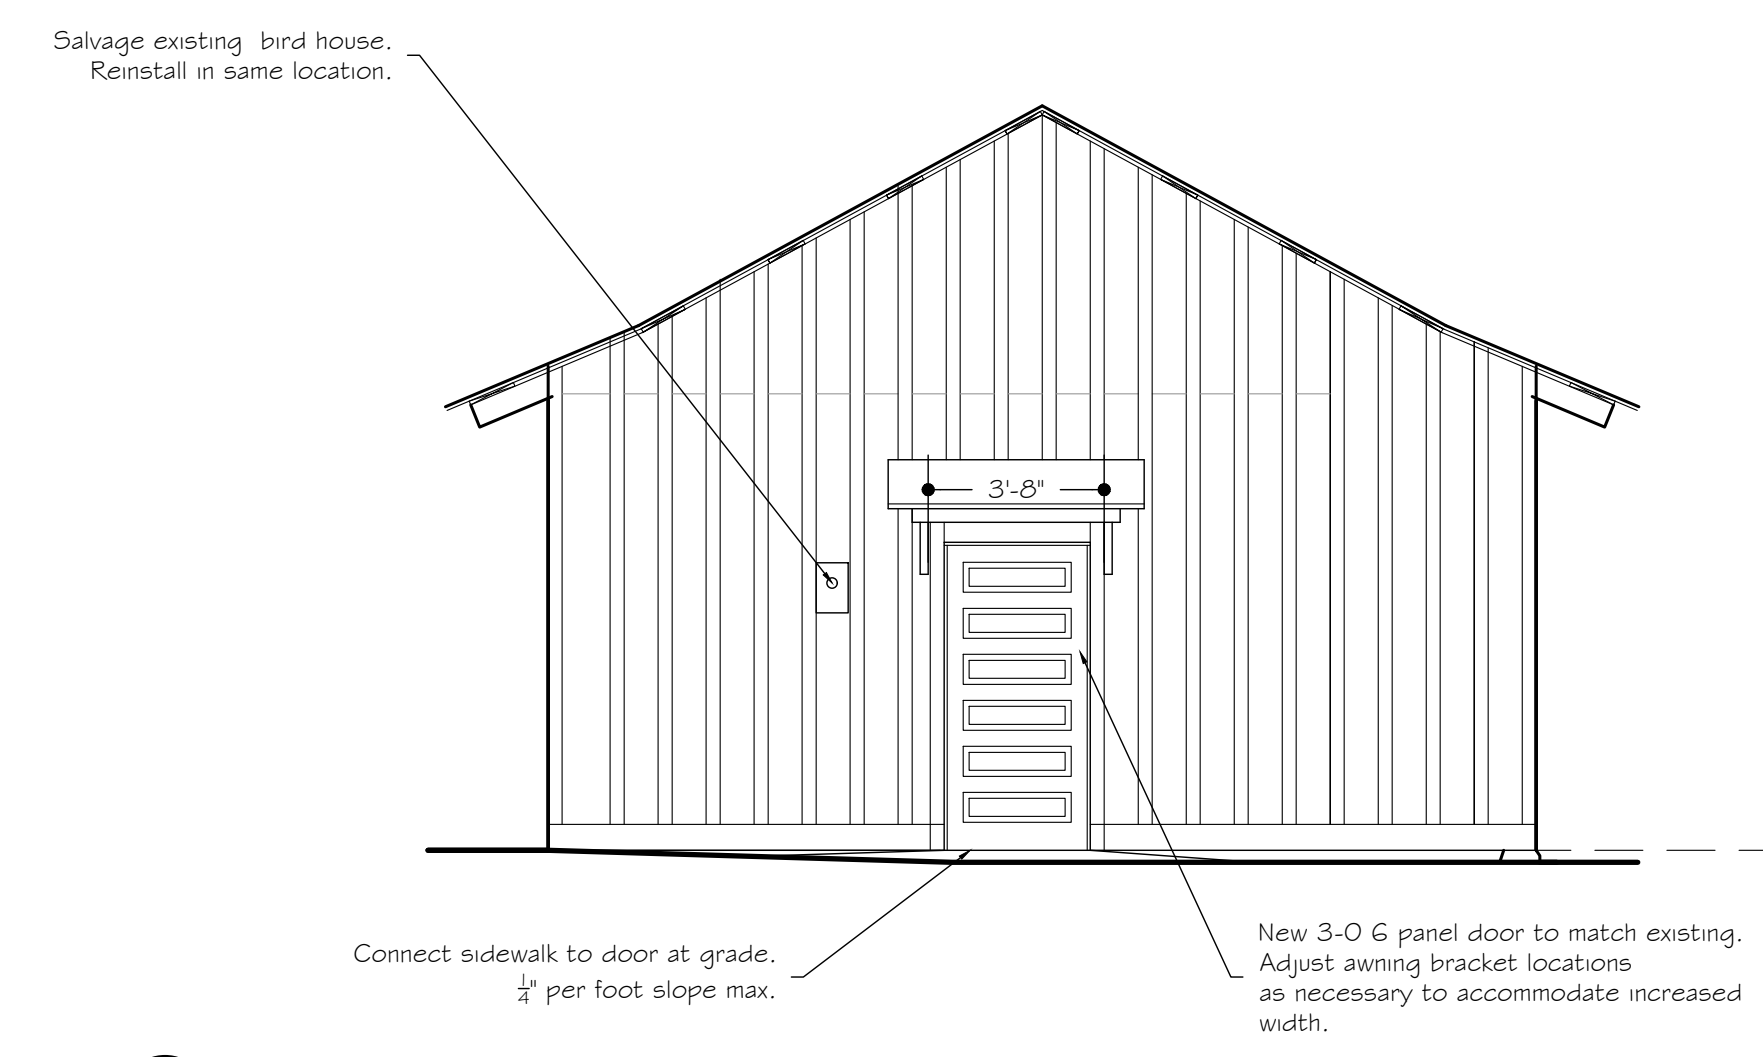 Salvage existing bird house.
Reinstall in same location.
3'-8"
Connect sidewalk to door at grade.
1/4" per foot slope max.
New 3-0 6 panel door to match existing.
Adjust awning bracket locations
as necessary to accommodate increased
width.